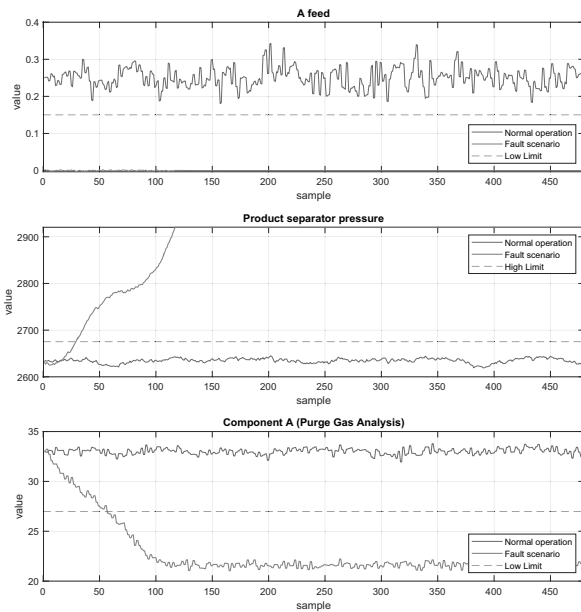 A feed
0.4
0.3
0.2
0.1
0
value
Normal operation
Fault scenario
Low Limit
0 50 100 150 200 250 300 350 400 450
sample
Product separator pressure
2900
2800
2700
2600
value
Normal operation
Fault scenario
High Limit
0 50 100 150 200 250 300 350 400 450
sample
Component A (Purge Gas Analysis)
35
30
25
20
value
Normal operation
Fault scenario
Low Limit
0 50 100 150 200 250 300 350 400 450
sample